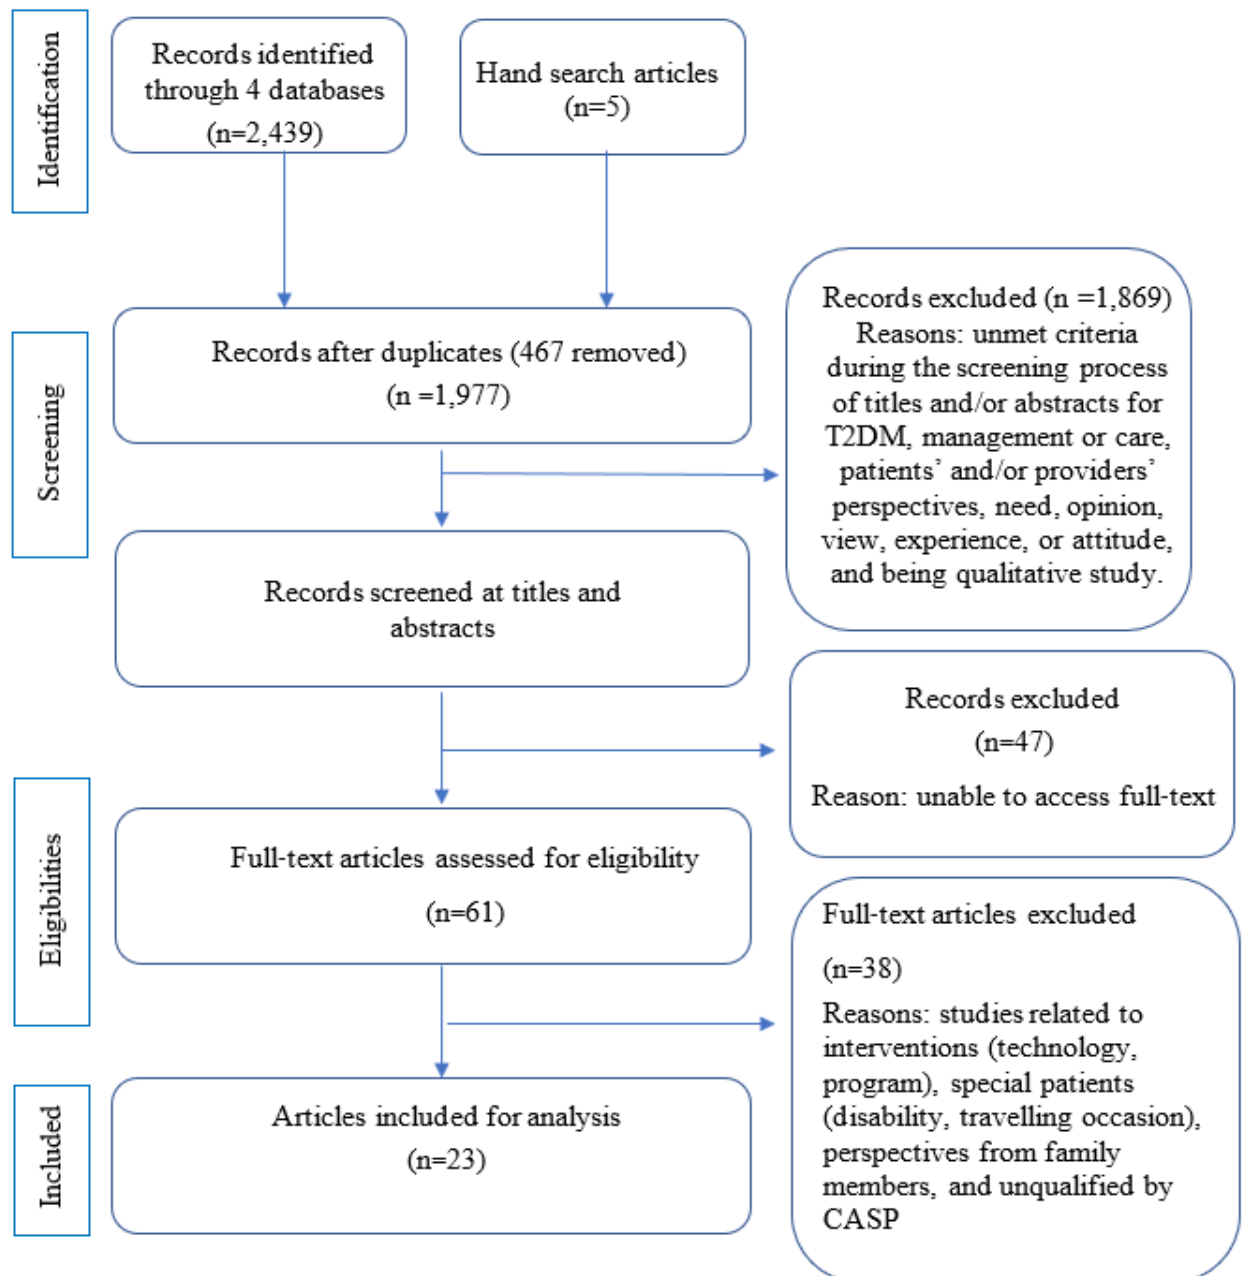 Identification
Records identified
through 4 databases
(n=2,439)
Hand search articles
(n=5)
Screening
Records after duplicates (467 removed)
(n =1,977)
Records excluded (n =1,869)
Reasons: unmet criteria
during the screening process
of titles and/or abstracts for
T2DM, management or care,
patients’ and/or providers’
perspectives, need, opinion,
view, experience, or attitude,
and being qualitative study.
Records screened at titles and
abstracts
Records excluded
(n=47)
Reason: unable to access full-text
Eligibilities
Full-text articles assessed for eligibility
(n=61)
Full-text articles excluded
(n=38)
Reasons: studies related to
interventions (technology,
program), special patients
(disability, travelling occasion),
perspectives from family
members, and unqualified by
CASP
Included
Articles included for analysis
(n=23)